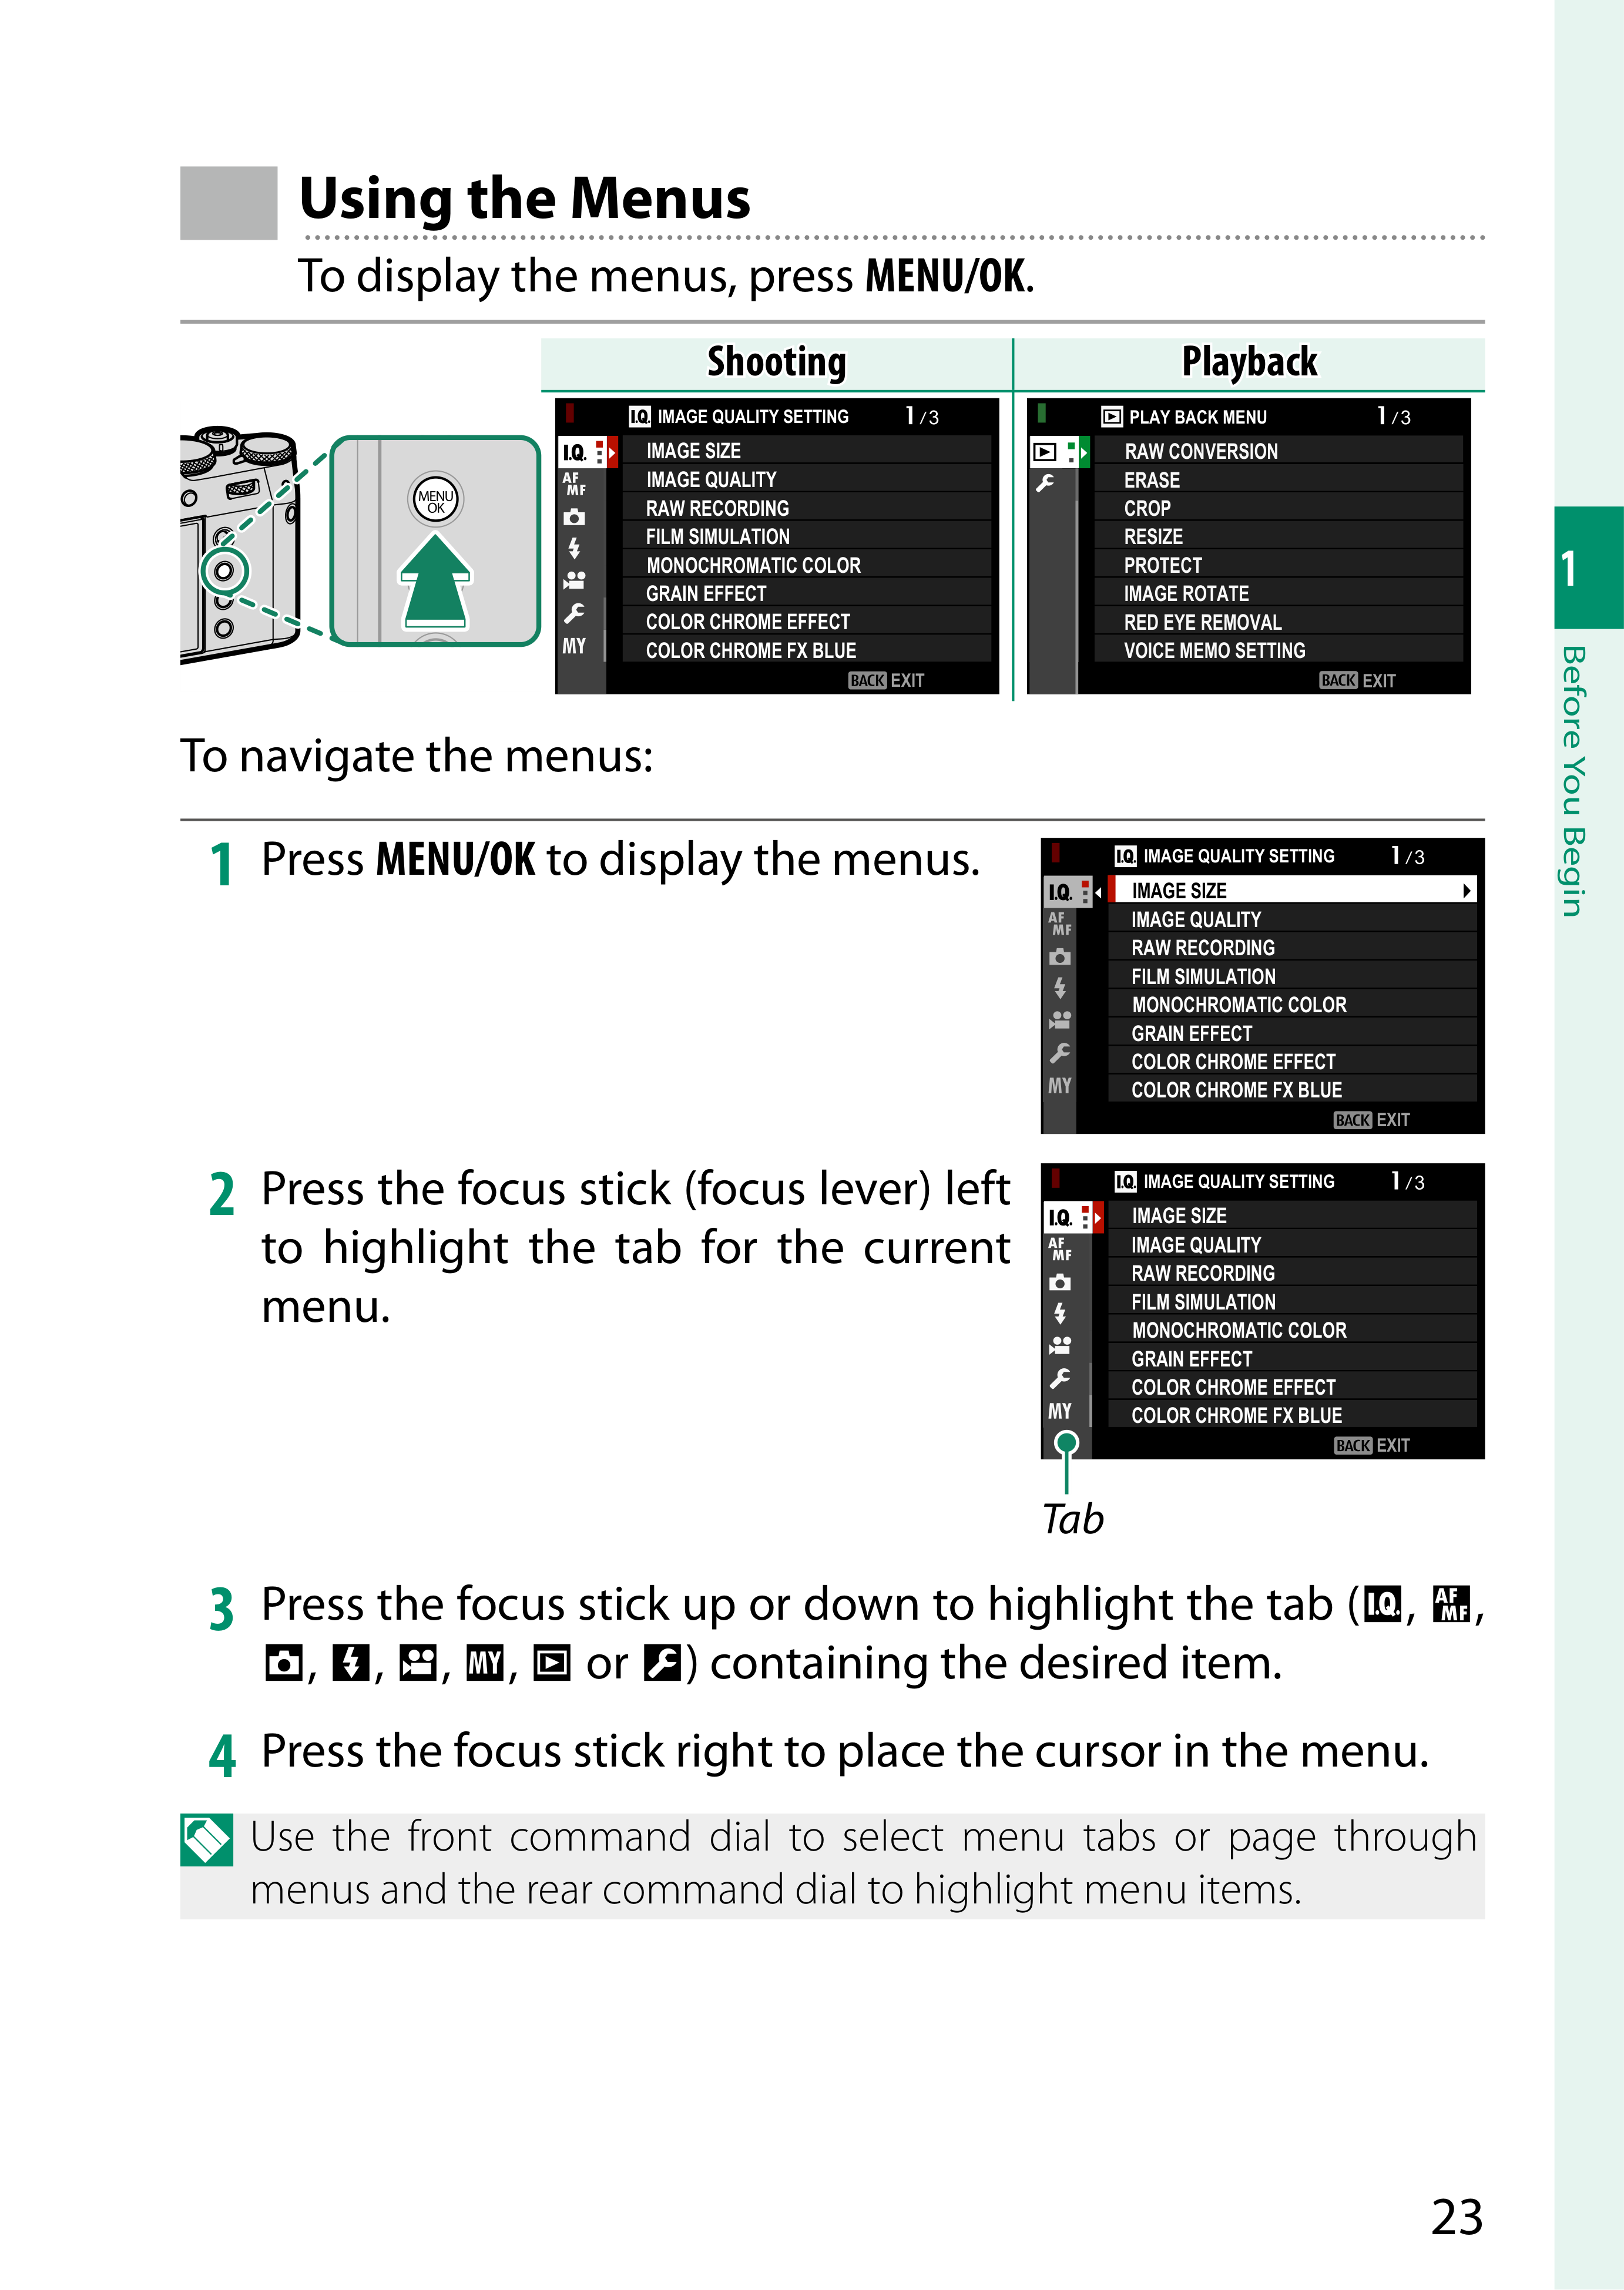 Using the Menus
To display the menus, press MENU/OK.
Shooting
Playback
MENU
OK
I.Q. IMAGE QUALITY SETTING 1/3
I.Q.
AF
MF
MY
IMAGE SIZE
IMAGE QUALITY
RAW RECORDING
FILM SIMULATION
MONOCHROMATIC COLOR
GRAIN EFFECT
COLOR CHROME EFFECT
COLOR CHROME FX BLUE
BACK EXIT
PLAY BACK MENU 1/3
RAW CONVERSION
ERASE
CROP
RESIZE
PROTECT
IMAGE ROTATE
RED EYE REMOVAL
VOICE MEMO SETTING
BACK EXIT
To navigate the menus:
1 Press MENU/OK to display the menus.
I.Q. IMAGE QUALITY SETTING 1/3
I.Q.
AF
MF
MY
IMAGE SIZE
IMAGE QUALITY
RAW RECORDING
FILM SIMULATION
MONOCHROMATIC COLOR
GRAIN EFFECT
COLOR CHROME EFFECT
COLOR CHROME FX BLUE
BACK EXIT
2 Press the focus stick (focus lever) left
to highlight the tab for the current
menu.
I.Q. IMAGE QUALITY SETTING 1/3
I.Q.
AF
MF
MY
IMAGE SIZE
IMAGE QUALITY
RAW RECORDING
FILM SIMULATION
MONOCHROMATIC COLOR
GRAIN EFFECT
COLOR CHROME EFFECT
COLOR CHROME FX BLUE
BACK EXIT
Tab
3 Press the focus stick up or down to highlight the tab (I.Q., AF MF,
, , , MY, or ) containing the desired item.
4 Press the focus stick right to place the cursor in the menu.
Use the front command dial to select menu tabs or page through
menus and the rear command dial to highlight menu items.
1
Before You Begin
23